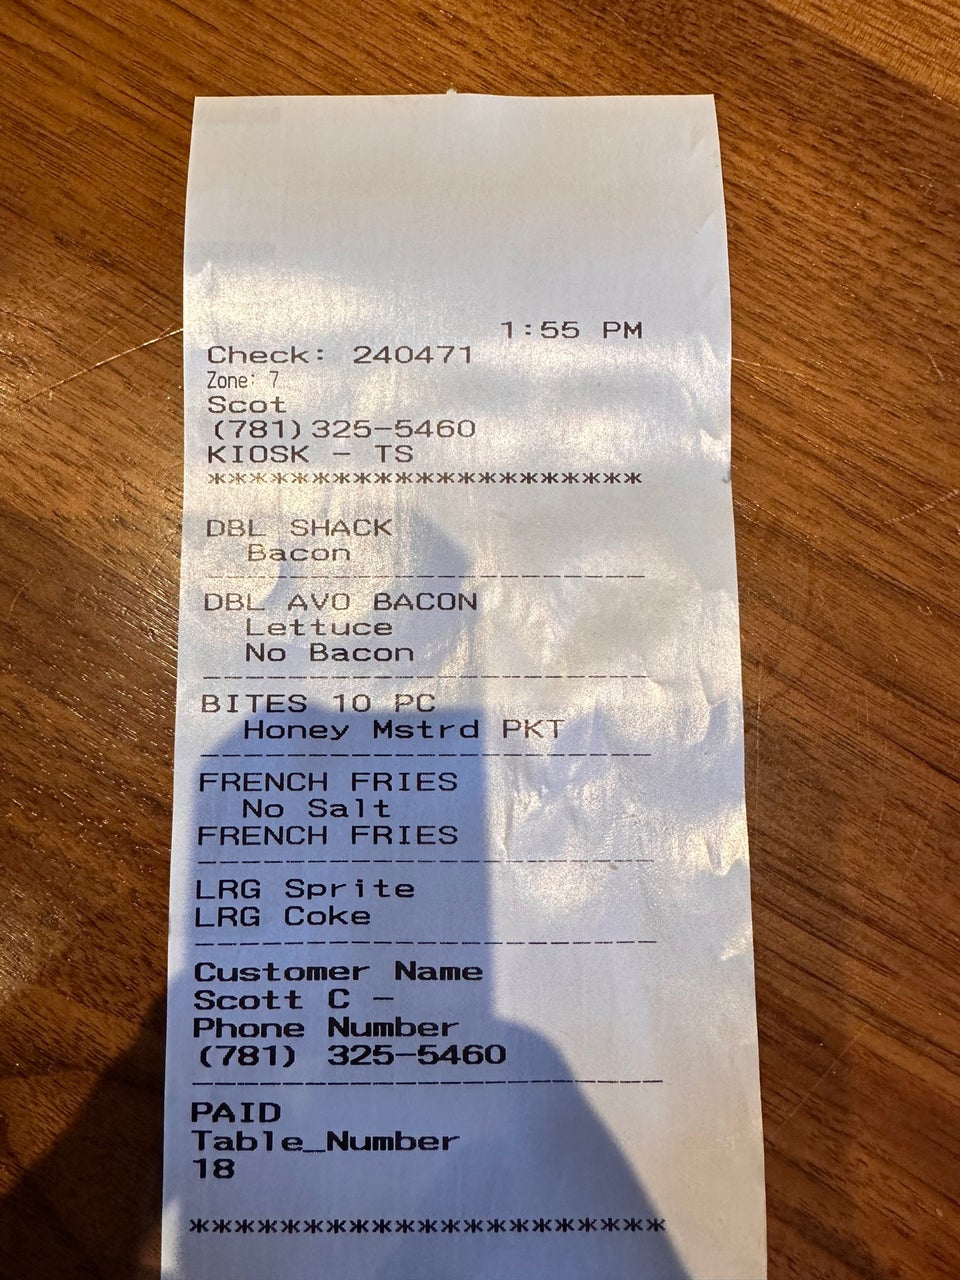 1:55 PM
Check: 240471
Zone: 7
Scot
(781)325-5460
KIOSK - TS
*********************
DBL SHACK
Bacon
---------------------
DBL AVO BACON
Lettuce
No Bacon
---------------------
BITES 10 PC
Honey Mstrd PKT
---------------------
FRENCH FRIES
No Salt
FRENCH FRIES
---------------------
LRG Sprite
LRG Coke
---------------------
Customer Name
Scott C -
Phone Number
(781) 325-5460
---------------------
PAID
Table_Number
18
*********************